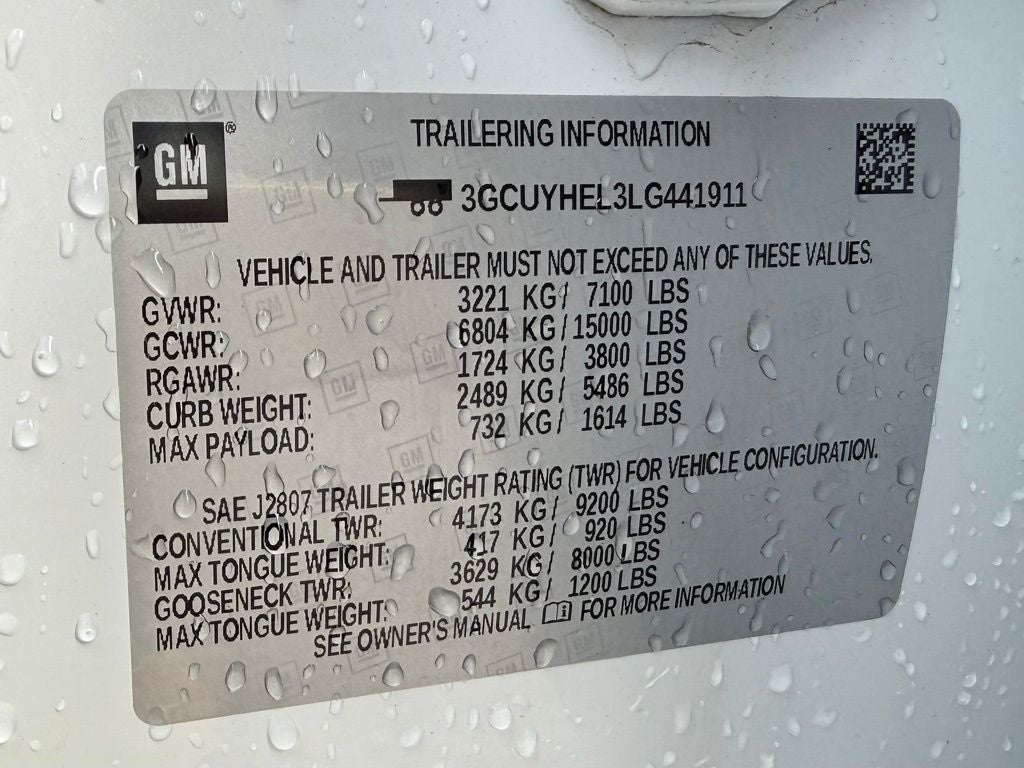 GM ®
TRAILERING INFORMATION
3GCUYHEL3LG441911
VEHICLE AND TRAILER MUST NOT EXCEED ANY OF THESE VALUES.
GVWR: 3221 KG/ 7100 LBS
GCWR: 6804 KG/ 15000 LBS
RGAWR: 1724 KG/ 3800 LBS
CURB WEIGHT: 2489 KG/ 5486 LBS
MAX PAYLOAD: 732 KG/ 1614 LBS
SAE J2807 TRAILER WEIGHT RATING (TWR) FOR VEHICLE CONFIGURATION.
CONVENTIONAL TWR: 4173 KG/ 9200 LBS
MAX TONGUE WEIGHT: 417 KG/ 920 LBS
GOOSENECK TWR: 3629 KG/ 8000 LBS
MAX TONGUE WEIGHT: 544 KG/ 1200 LBS
SEE OWNER'S MANUAL FOR MORE INFORMATION